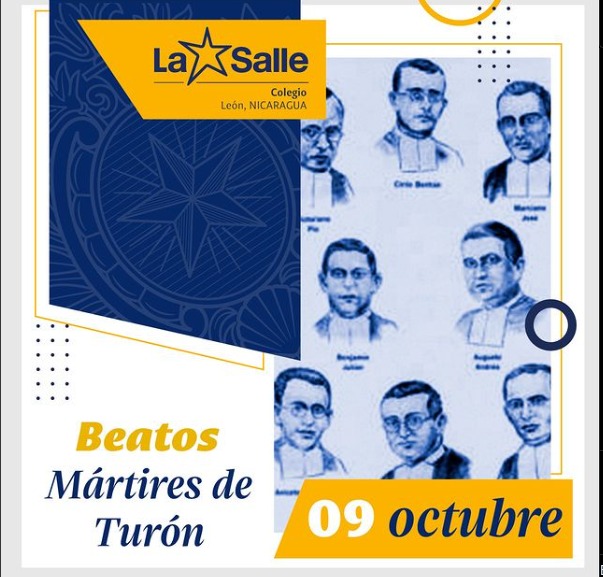 La Salle
Colegio
León, NICARAGUA
Cirilo Bertrán
Marciano
José
Pío
Benjamín
Julián
Augusto
Andrés
Beatos
Mártires de
Turón
09 octubre